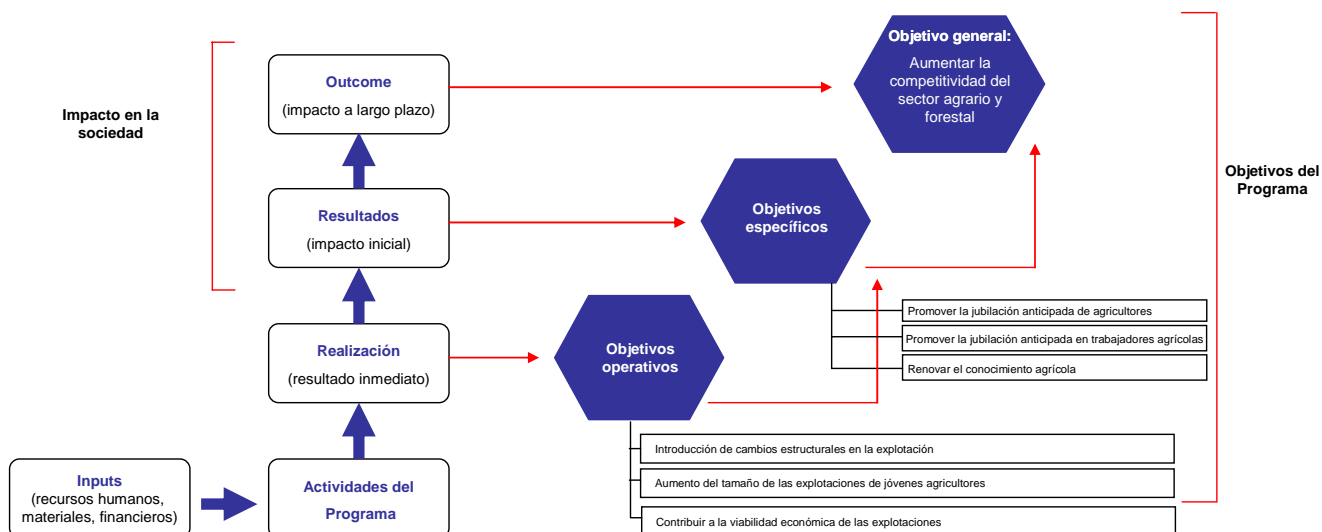 Objetivo general:
Aumentar la
competitividad del
sector agrario y
forestal
Outcome
(impacto a largo plazo)
Impacto en la
sociedad
Objetivos del
Programa
Resultados
(impacto inicial)
Objetivos
específicos
Promover la jubilación anticipada de agricultores
Promover la jubilación anticipada en trabajadores agrícolas
Renovar el conocimiento agrícola
Realización
(resultado inmediato)
Objetivos
operativos
Introducción de cambios estructurales en la explotación
Aumento del tamaño de las explotaciones de jóvenes agricultores
Contribuir a la viabilidad económica de las explotaciones
Inputs
(recursos humanos,
materiales, financieros)
Actividades del
Programa